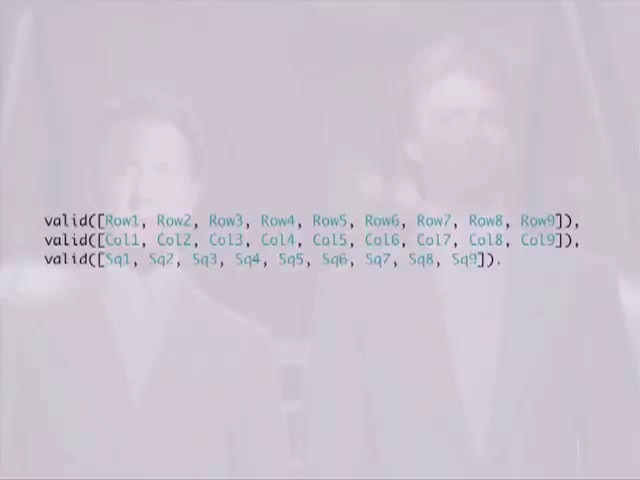 valid([Row1, Row2, Row3, Row4, Row5, Row6, Row7, Row8, Row9]),
valid([Col1, Col2, Col3, Col4, Col5, Col6, Col7, Col8, Col9]),
valid([Sq1, Sq2, Sq3, Sq4, Sq5, Sq6, Sq7, Sq8, Sq9]).